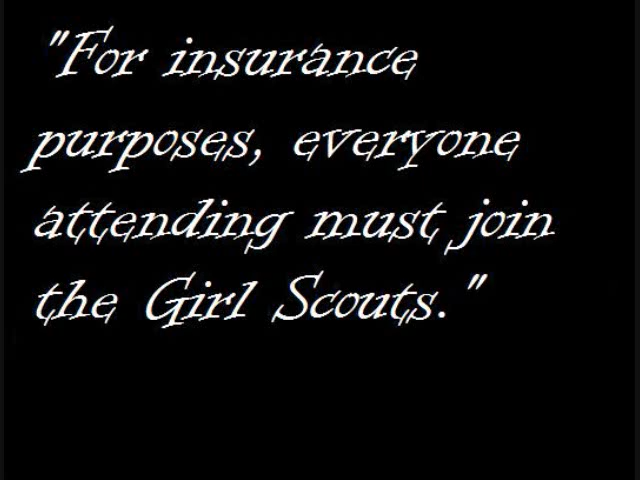 "For insurance
purposes, everyone
attending must join
the Girl Scouts."